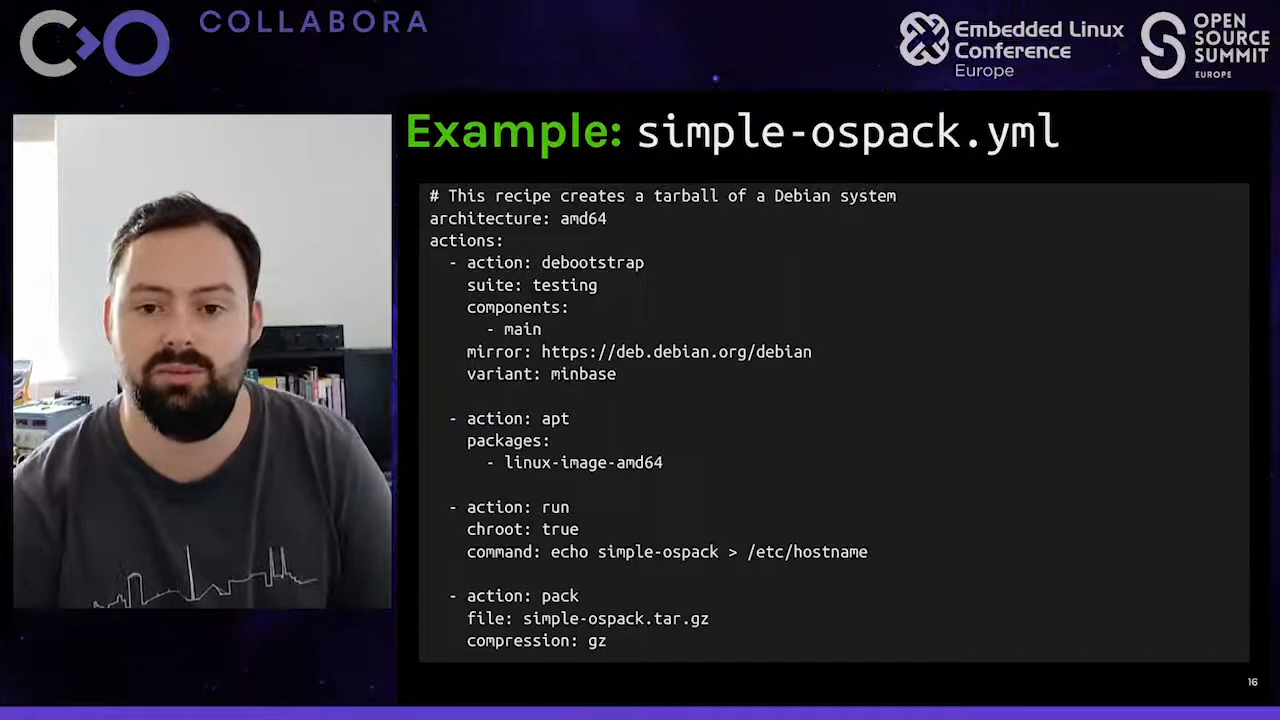 COLLABORA
Embedded Linux
Conference
Europe
OPEN
SOURCE
SUMMIT
EUROPE
Example: simple-ospack.yml
# This recipe creates a tarball of a Debian system
architecture: amd64
actions:
  - action: debootstrap
    suite: testing
    components:
      - main
    mirror: https://deb.debian.org/debian
    variant: minbase
  - action: apt
    packages:
      - linux-image-amd64
  - action: run
    chroot: true
    command: echo simple-ospack > /etc/hostname
  - action: pack
    file: simple-ospack.tar.gz
    compression: gz
16